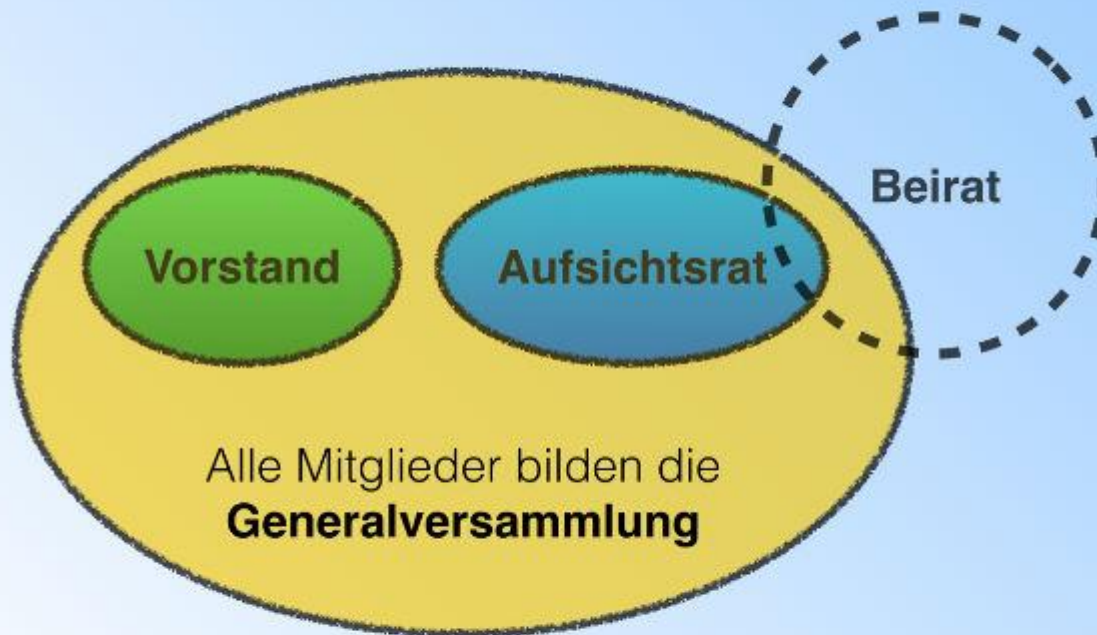 Beirat
Vorstand
Aufsichtsrat
Alle Mitglieder bilden die
Generalversammlung